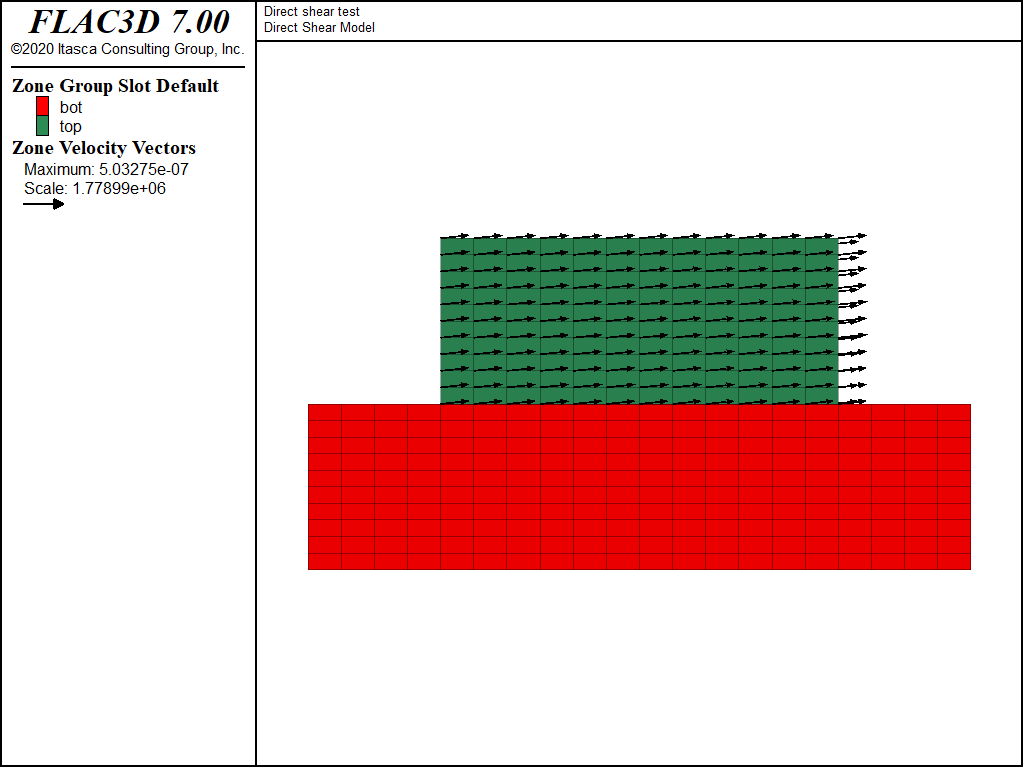 FLAC3D 7.00
©2020 Itasca Consulting Group, Inc.
Zone Group Slot Default
bot
top
Zone Velocity Vectors
Maximum: 5.03275e-07
Scale: 1.77899e+06
Direct shear test
Direct Shear Model